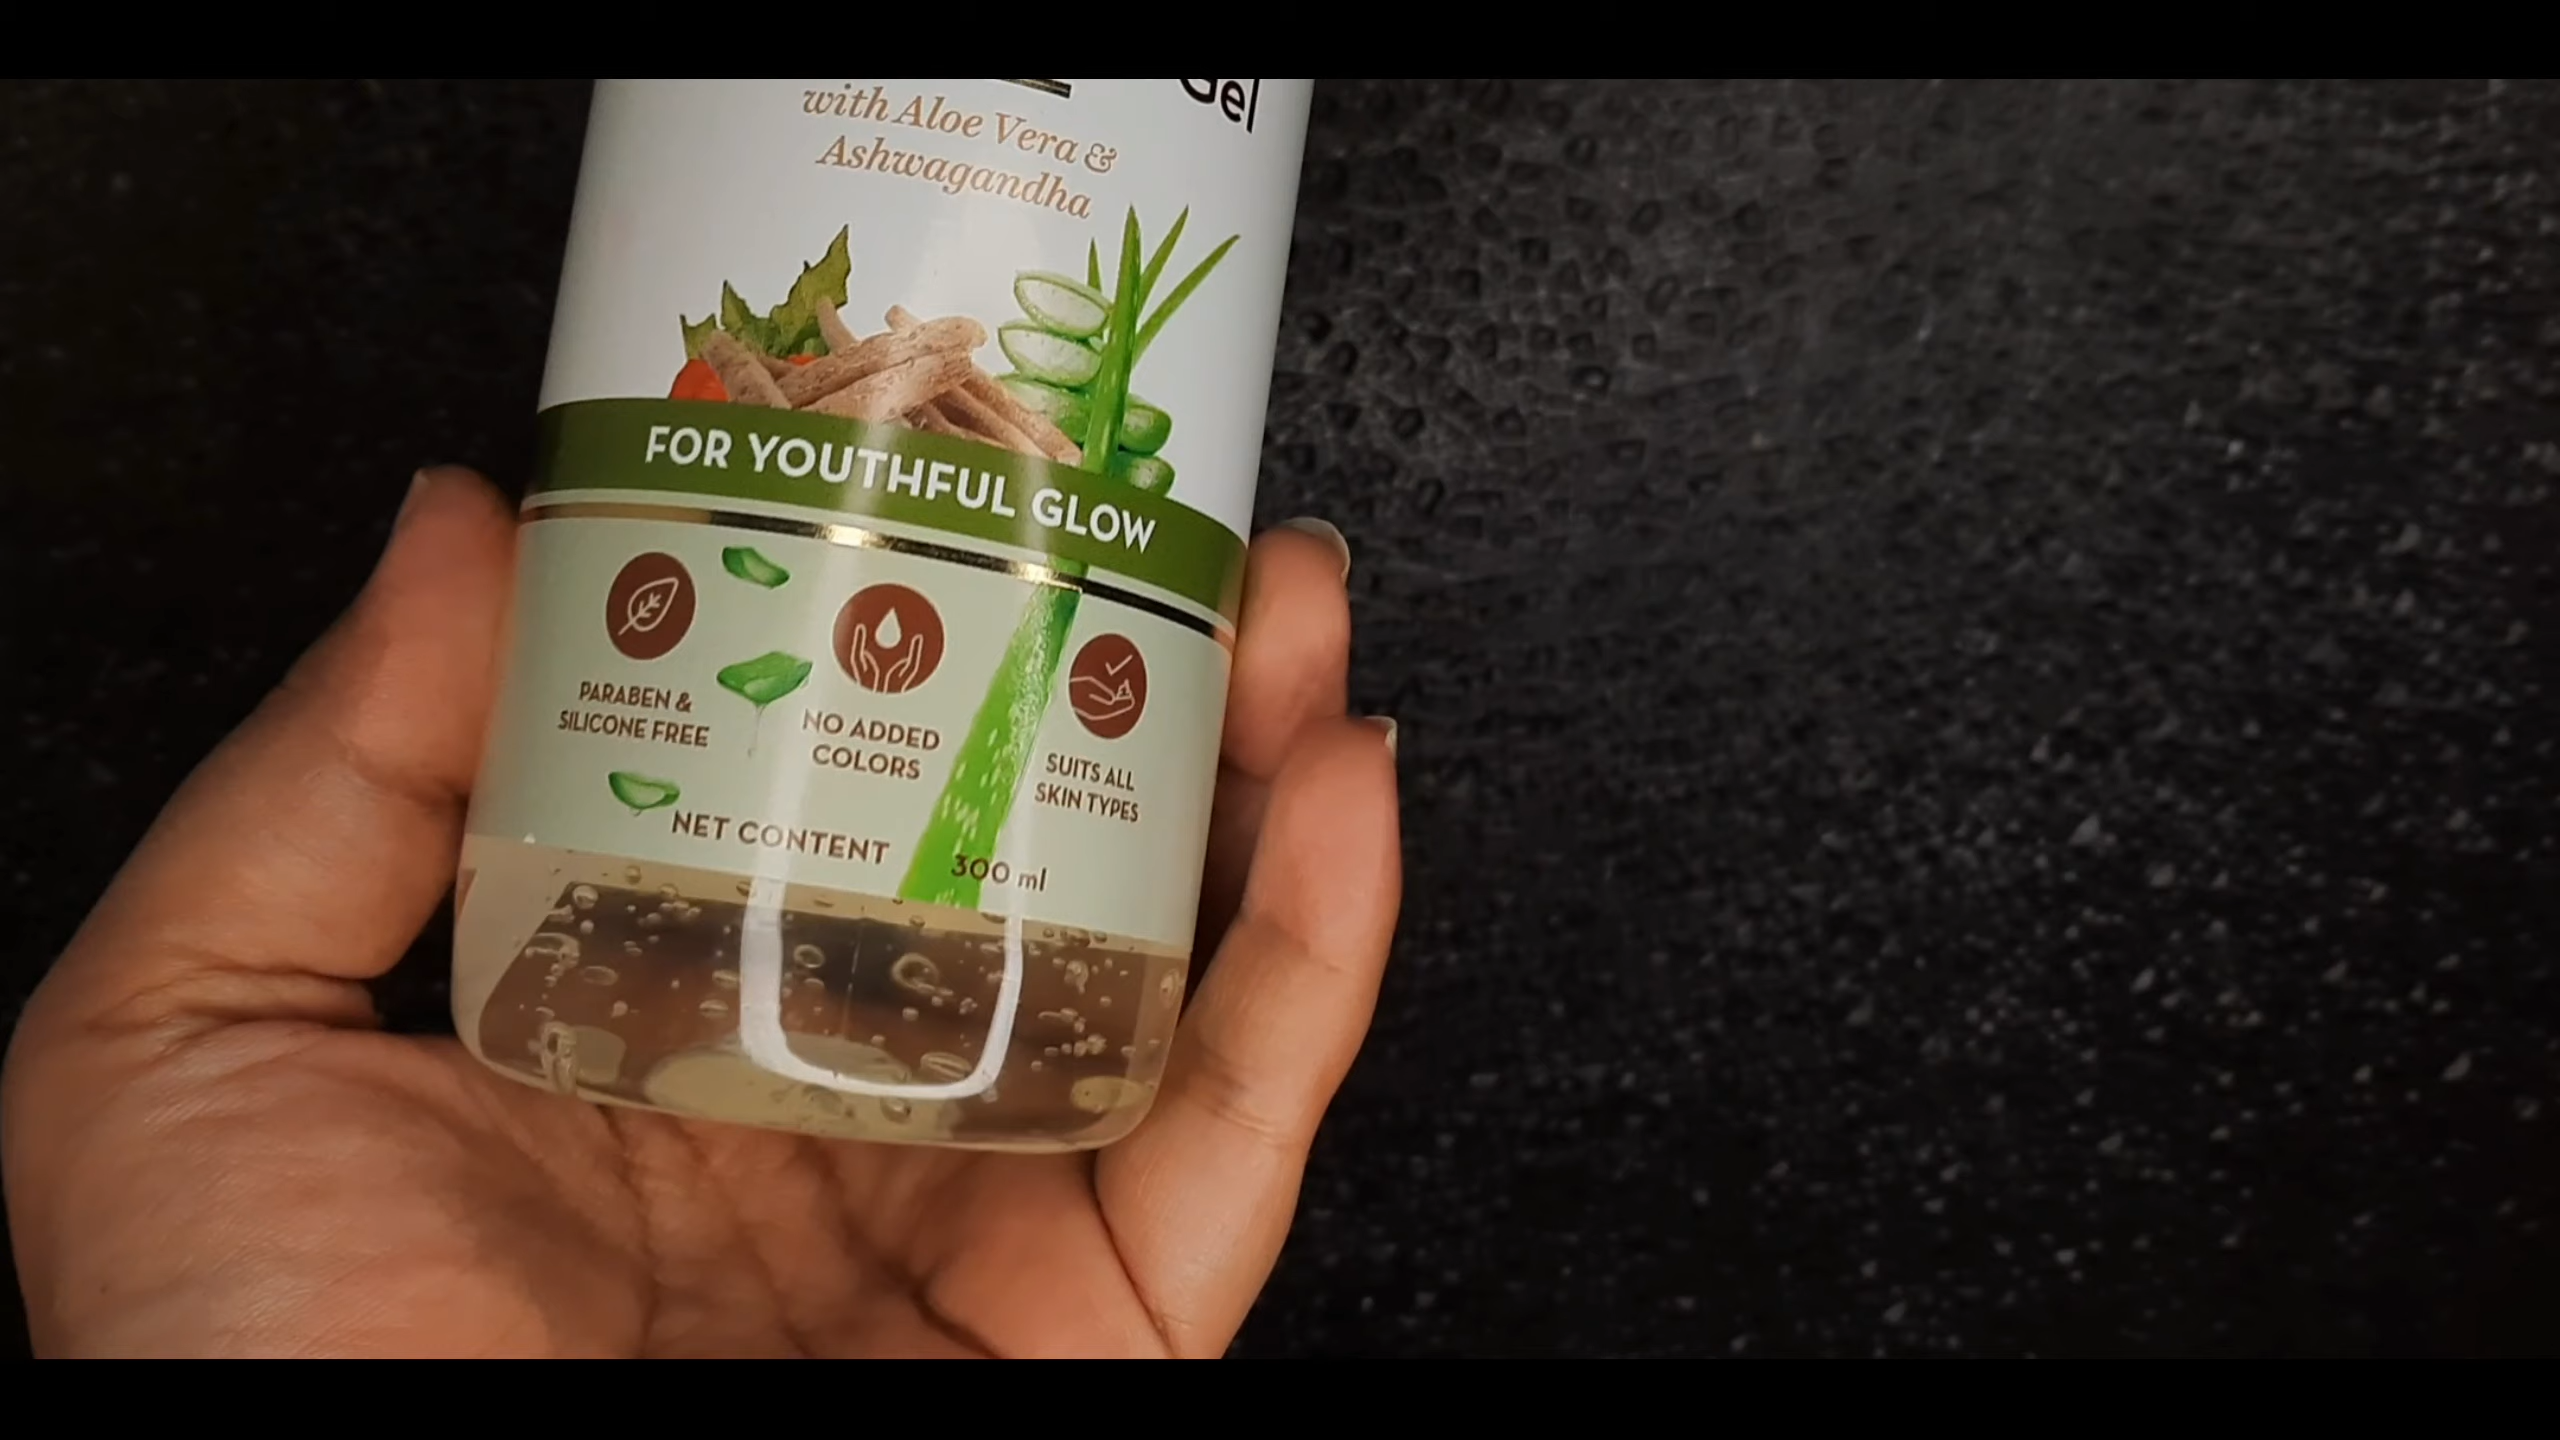 Gel
with Aloe Vera &
Ashwagandha
FOR YOUTHFUL GLOW
PARABEN &
SILICONE FREE
NO ADDED
COLORS
SUITS ALL
SKIN TYPES
NET CONTENT 300 ml